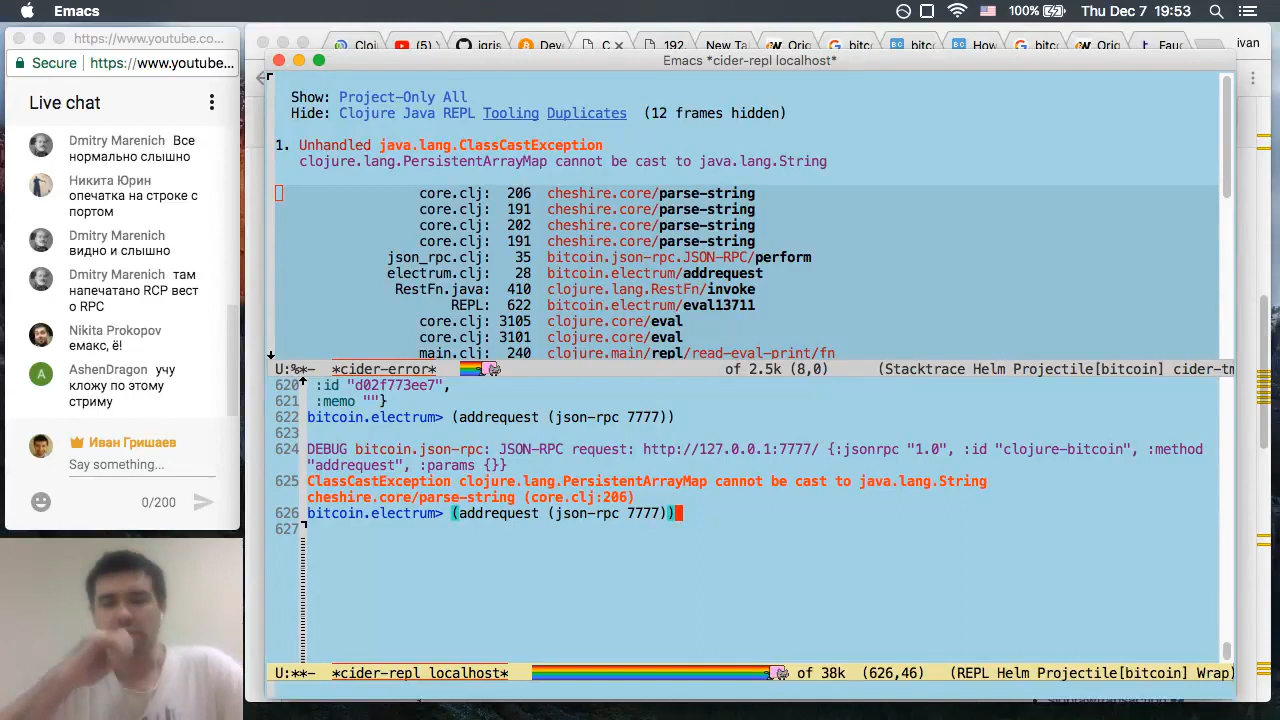 Emacs
100%
Thu Dec 7 19:53
https://www.youtube.co...
Secure
https://www.youtube...
Live chat
Dmitry Marenich Все
нормально слышно
Никита Юрин
опечатка на строке с
портом
Dmitry Marenich
видно и слышно
Dmitry Marenich там
напечатано RCP вест
о RPC
Nikita Prokopov
емакс, ё!
AshenDragon учу
кложу по этому
стриму
Иван Гришаев
Say something...
0/200
(5)
Dev
192
New Ta
Orig
bitco
How
bitco
Orig
ivan
Emacs *cider-repl localhost*
Show: Project-Only All
Hide: Clojure Java REPL Tooling Duplicates (12 frames hidden)
1. Unhandled java.lang.ClassCastException
clojure.lang.PersistentArrayMap cannot be cast to java.lang.String
core.clj: 206 cheshire.core/parse-string
core.clj: 191 cheshire.core/parse-string
core.clj: 202 cheshire.core/parse-string
core.clj: 191 cheshire.core/parse-string
json_rpc.clj: 35 bitcoin.json-rpc.JSON-RPC/perform
electrum.clj: 28 bitcoin.electrum/addrequest
RestFn.java: 410 clojure.lang.RestFn/invoke
REPL: 622 bitcoin.electrum/eval13711
core.clj: 3105 clojure.core/eval
core.clj: 3101 clojure.core/eval
main.clj: 240 clojure.main/repl/read-eval-print/fn
U:%*- *cider-error* of 2.5k (8,0) (Stacktrace Helm Projectile[bitcoin] cider-tm
620 :id "d02f773ee7",
621 :memo ""}
622 bitcoin.electrum> (addrequest (json-rpc 7777))
623
624 DEBUG bitcoin.json-rpc: JSON-RPC request: http://127.0.0.1:7777/ {:jsonrpc "1.0", :id "clojure-bitcoin", :method
"addrequest", :params {}}
625 ClassCastException clojure.lang.PersistentArrayMap cannot be cast to java.lang.String
cheshire.core/parse-string (core.clj:206)
626 bitcoin.electrum> (addrequest (json-rpc 7777))
627
U:**- *cider-repl localhost* of 38k (626,46) (REPL Helm Projectile[bitcoin] Wrap)